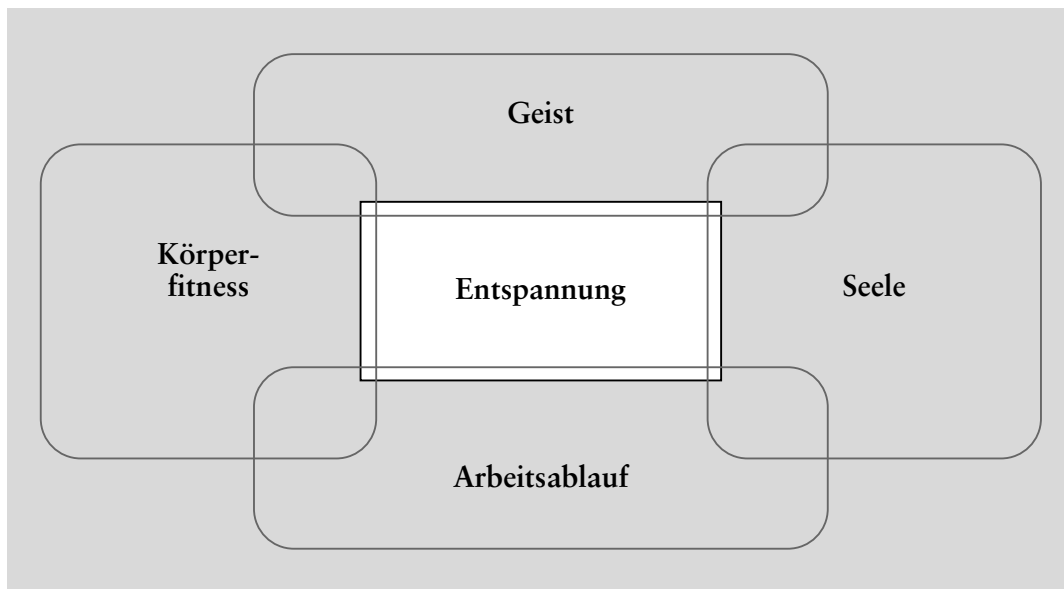 Geist
Körper-
fitness
Entspannung
Seele
Arbeitsablauf